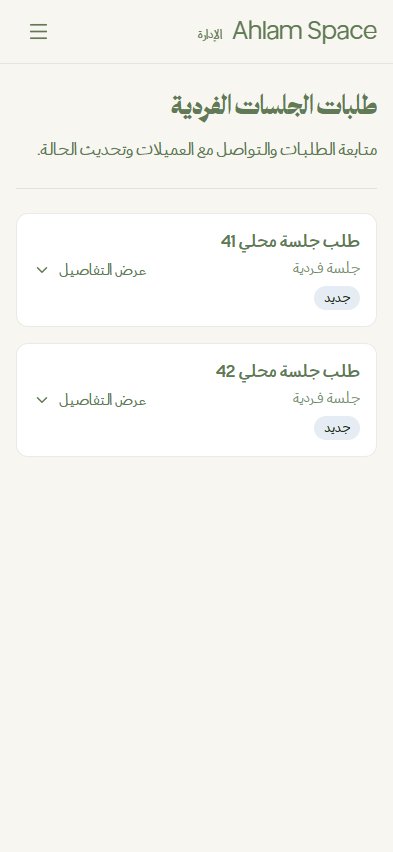 Ahlam Space الإدارة
طلبات الجلسات الفردية
متابعة الطلبات والتواصل مع العميلات وتحديث الحالة.
طلب جلسة محلي 41
جلسة فردية
عرض التفاصيل
جديد
طلب جلسة محلي 42
جلسة فردية
عرض التفاصيل
جديد